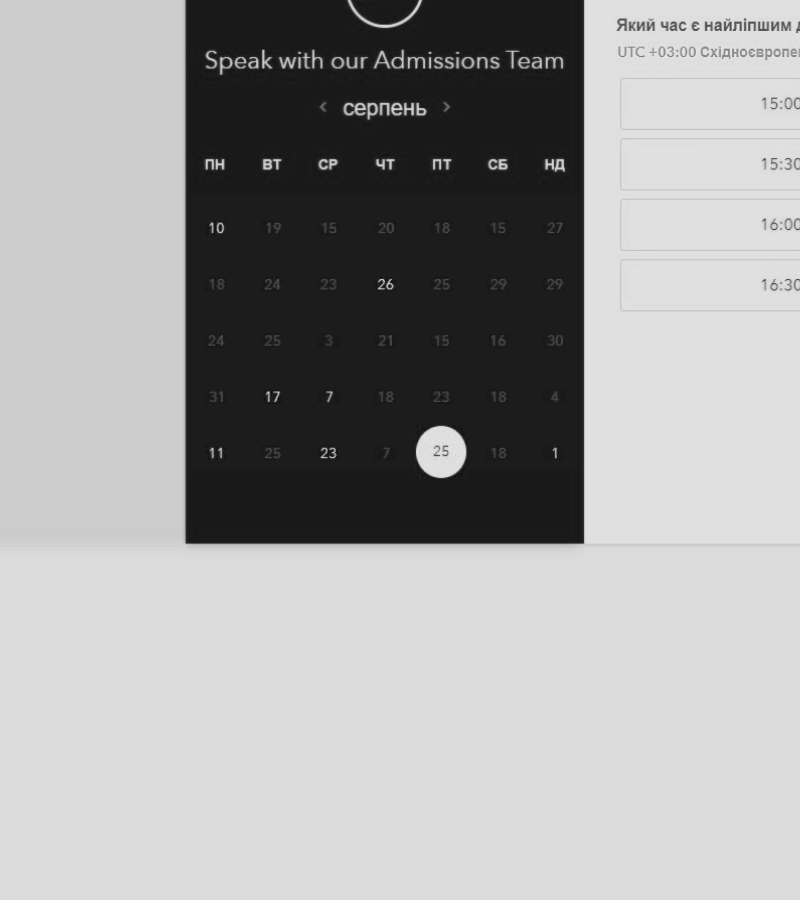 Speak with our Admissions Team
< серпень >
ПН ВТ СР ЧТ ПТ СБ НД
10 19 15 20 18 15 27
18 24 23 26 25 29 29
24 25 3 21 15 16 30
31 17 7 18 23 18 4
11 25 23 7 25 18 1
Який час є найліпшим
UTC +03:00
15:00
15:30
16:00
16:30